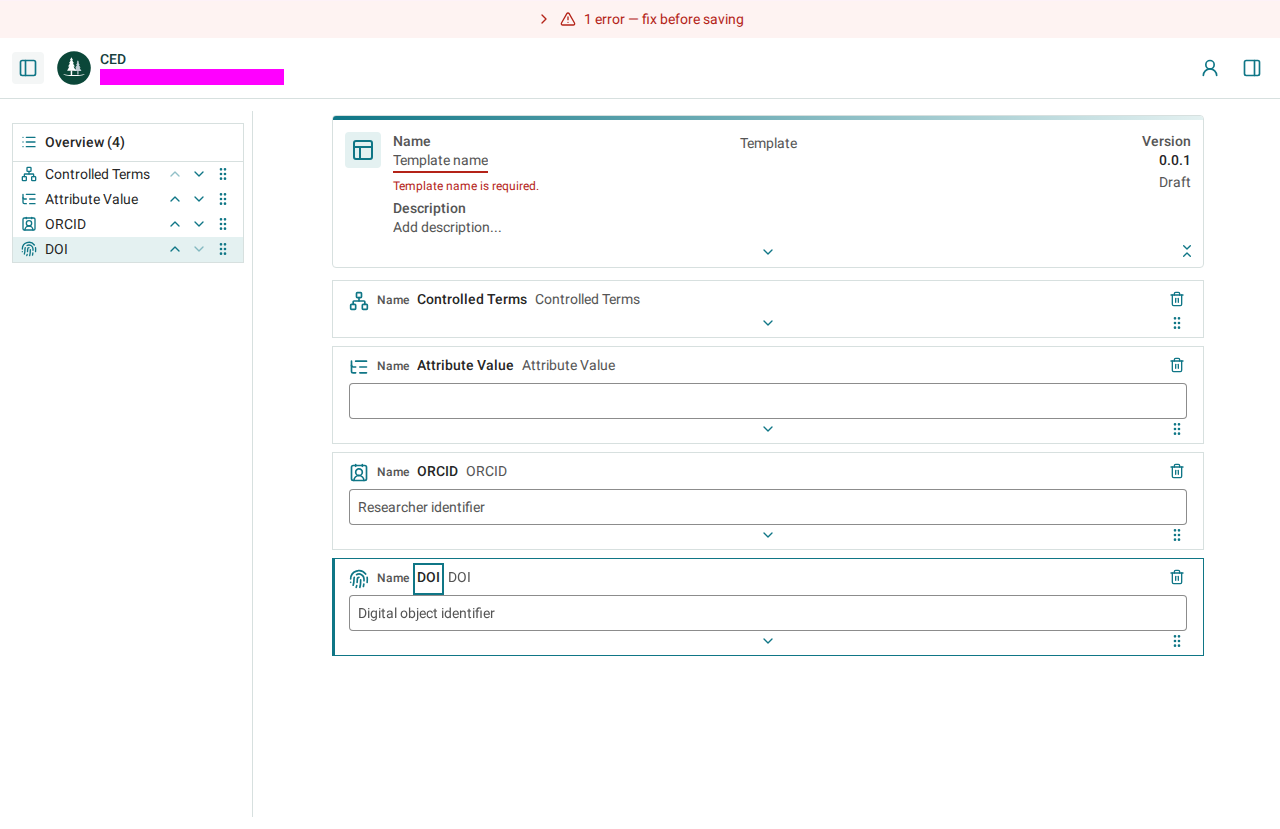 1 error — fix before saving
CED
Overview (4)
Controlled Terms
Attribute Value
ORCID
DOI
Name
Template name
Template name is required.
Description
Add description...
Template
Version
0.0.1
Draft
Name Controlled Terms Controlled Terms
Name Attribute Value Attribute Value
Name ORCID ORCID
Researcher identifier
Name DOI DOI
Digital object identifier